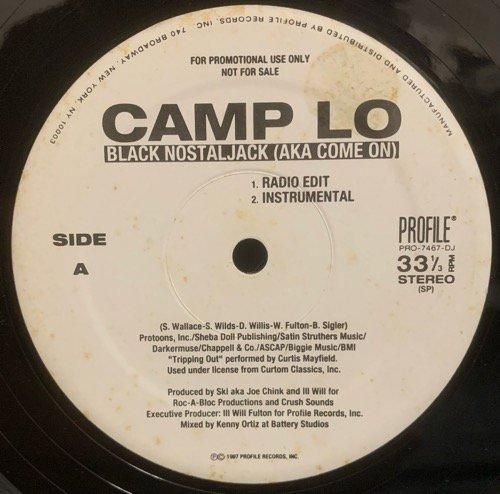 MANUFACTURED AND DISTRIBUTED BY PROFILE RECORDS, INC. 740 BROADWAY, NEW YORK, NY 10003
FOR PROMOTIONAL USE ONLY
NOT FOR SALE
CAMP LO
BLACK NOSTALJACK (AKA COME ON)
1. RADIO EDIT
2. INSTRUMENTAL
SIDE
A
PROFILE®
PRO-7467-DJ
33 1/3 RPM
STEREO
(SP)
(S. Wallace-S. Wilds-D. Willis-W. Fulton-B. Sigler)
Protoons, Inc./Sheba Doll Publishing/Satin Struthers Music/
Darkermuse/Chappell & Co./ASCAP/Biggie Music/BMI
"Tripping Out" performed by Curtis Mayfield.
Used under license from Curtom Classics, Inc.
Produced by Ski aka Joe Chink and Ill Will for
Roc-A-Bloc Productions and Crush Sounds
Executive Producer: Ill Will Fulton for Profile Records, Inc.
Mixed by Kenny Ortiz at Battery Studios
℗© 1997 PROFILE RECORDS, INC.